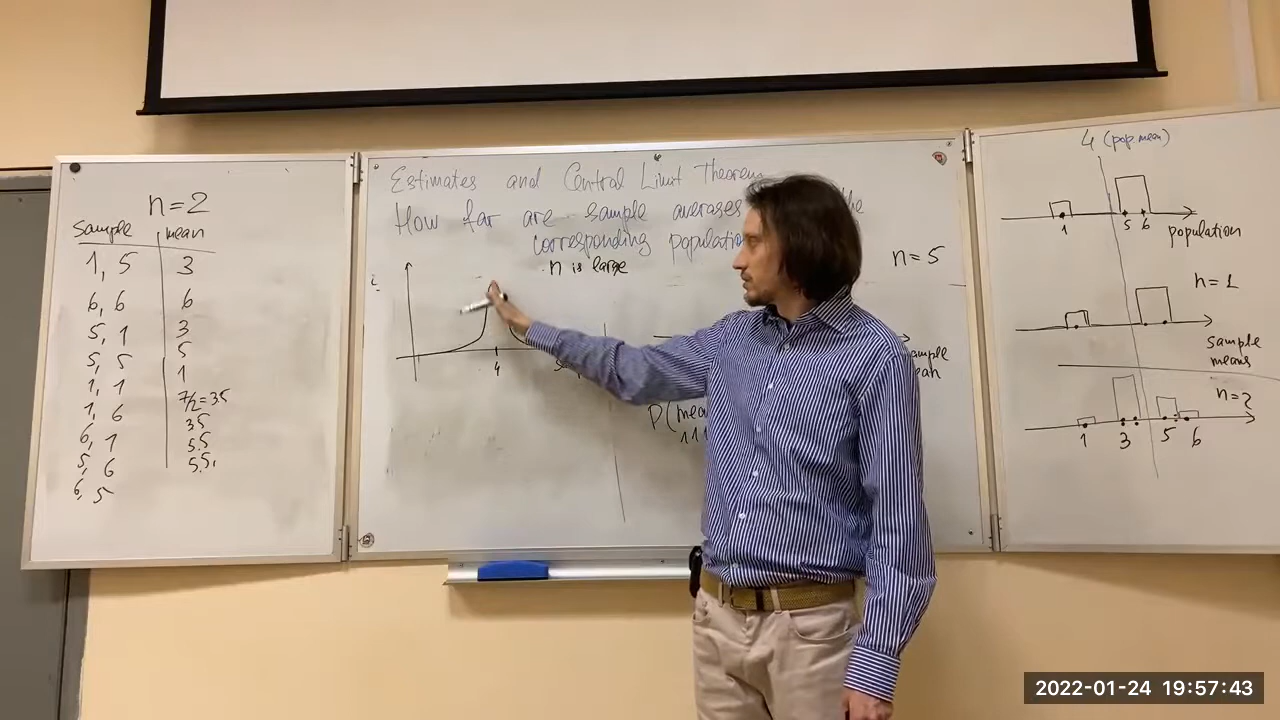 n=2
Sample mean
1, 5 3
6, 6 6
5, 1 3
5, 5 5
1, 1 1
1, 6 7/2=3.5
6, 1 3.5
5, 6 5.5
6, 5 5.5
Estimates and Central Limit Theorem
How far are sample averages
corresponding population
n is large
n=5
4
P(mea
4 (pop mean)
1 5 6
population
n=1
sample
means
n=2
1 3 5 6
2022-01-24 19:57:43